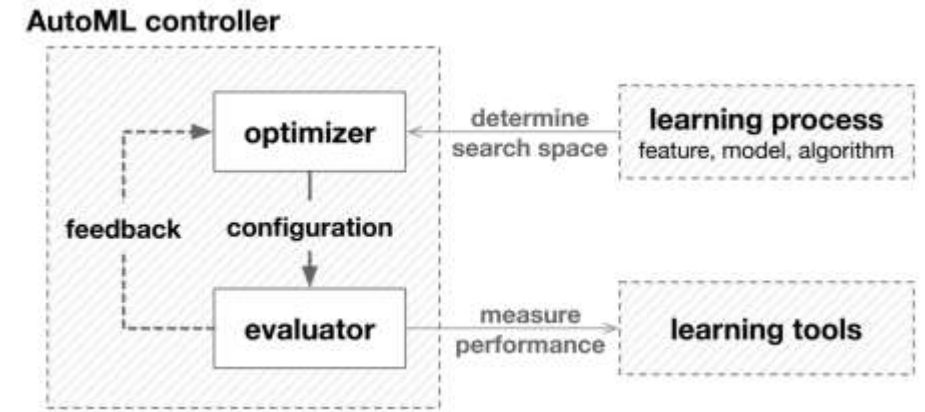 AutoML controller
optimizer
determine
search space
learning process
feature, model, algorithm
feedback
configuration
evaluator
measure
performance
learning tools